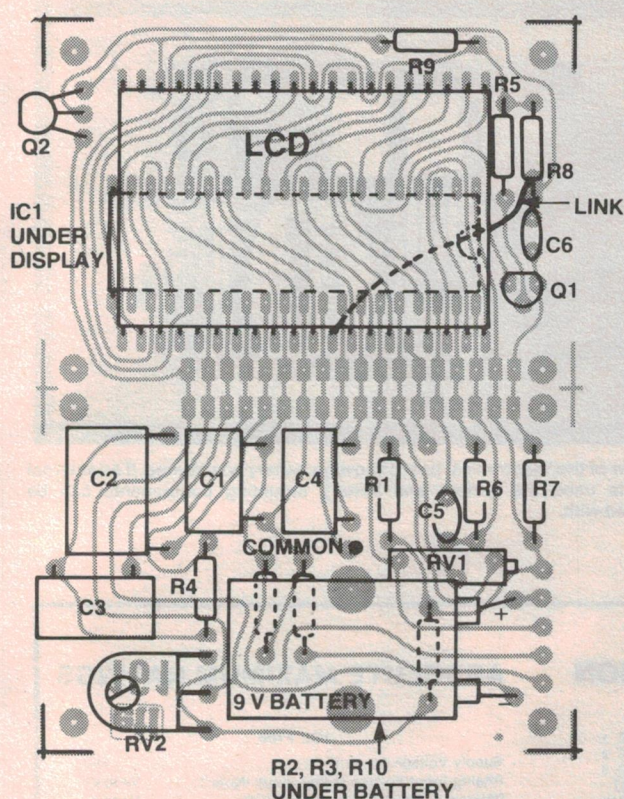 R9
R5
LCD
Q2
R8
IC1
UNDER
DISPLAY
LINK
C6
Q1
C2
C1
C4
R1
C5
R6
R7
COMMON
RV1
R4
C3
+
9 V BATTERY
–
RV2
R2, R3, R10
UNDER BATTERY